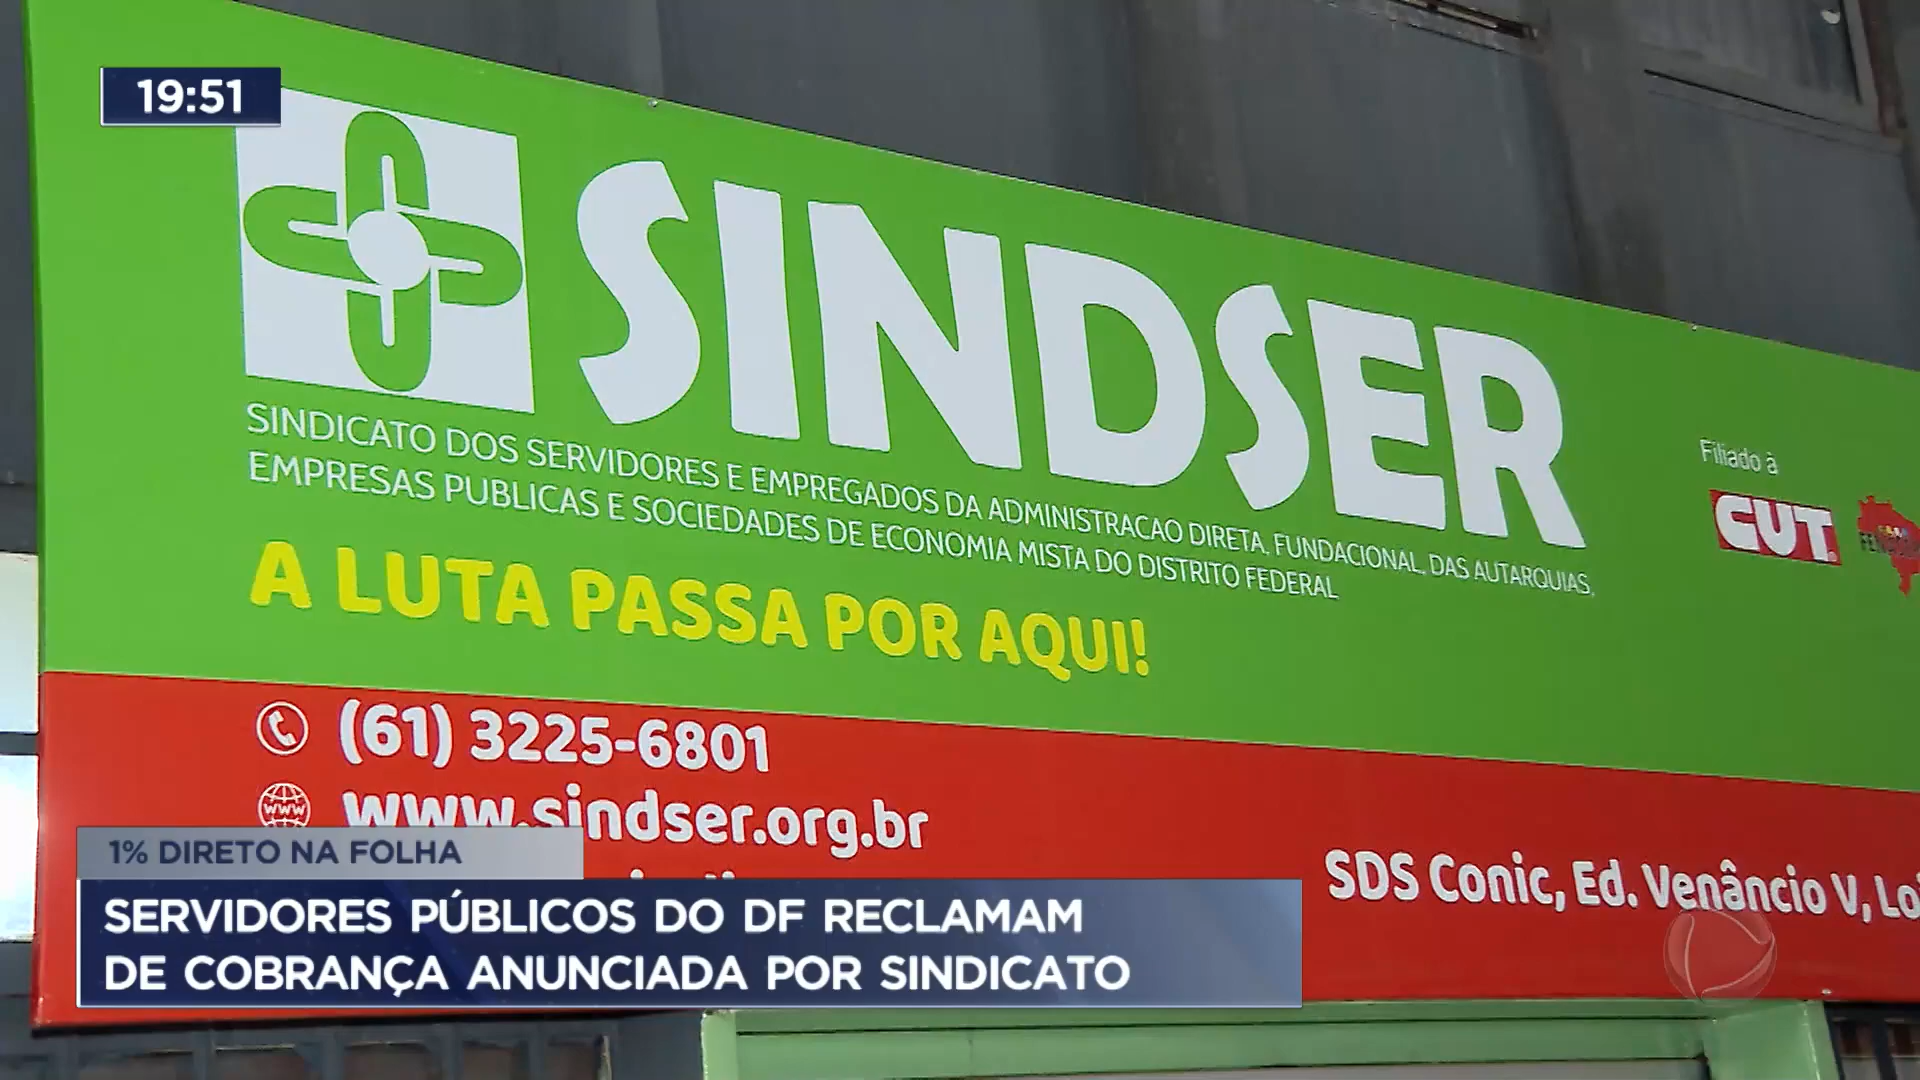 19:51
SINDSER
SINDICATO DOS SERVIDORES E EMPREGADOS DA ADMINISTRACAO DIRETA, FUNDACIONAL, DAS AUTARQUIAS,
EMPRESAS PUBLICAS E SOCIEDADES DE ECONOMIA MISTA DO DISTRITO FEDERAL
Filiado à
CUT
A LUTA PASSA POR AQUI!
(61) 3225-6801
www
www.sindser.org.br
SDS Conic, Ed. Venâncio V,
1% DIRETO NA FOLHA
SERVIDORES PÚBLICOS DO DF RECLAMAM
DE COBRANÇA ANUNCIADA POR SINDICATO